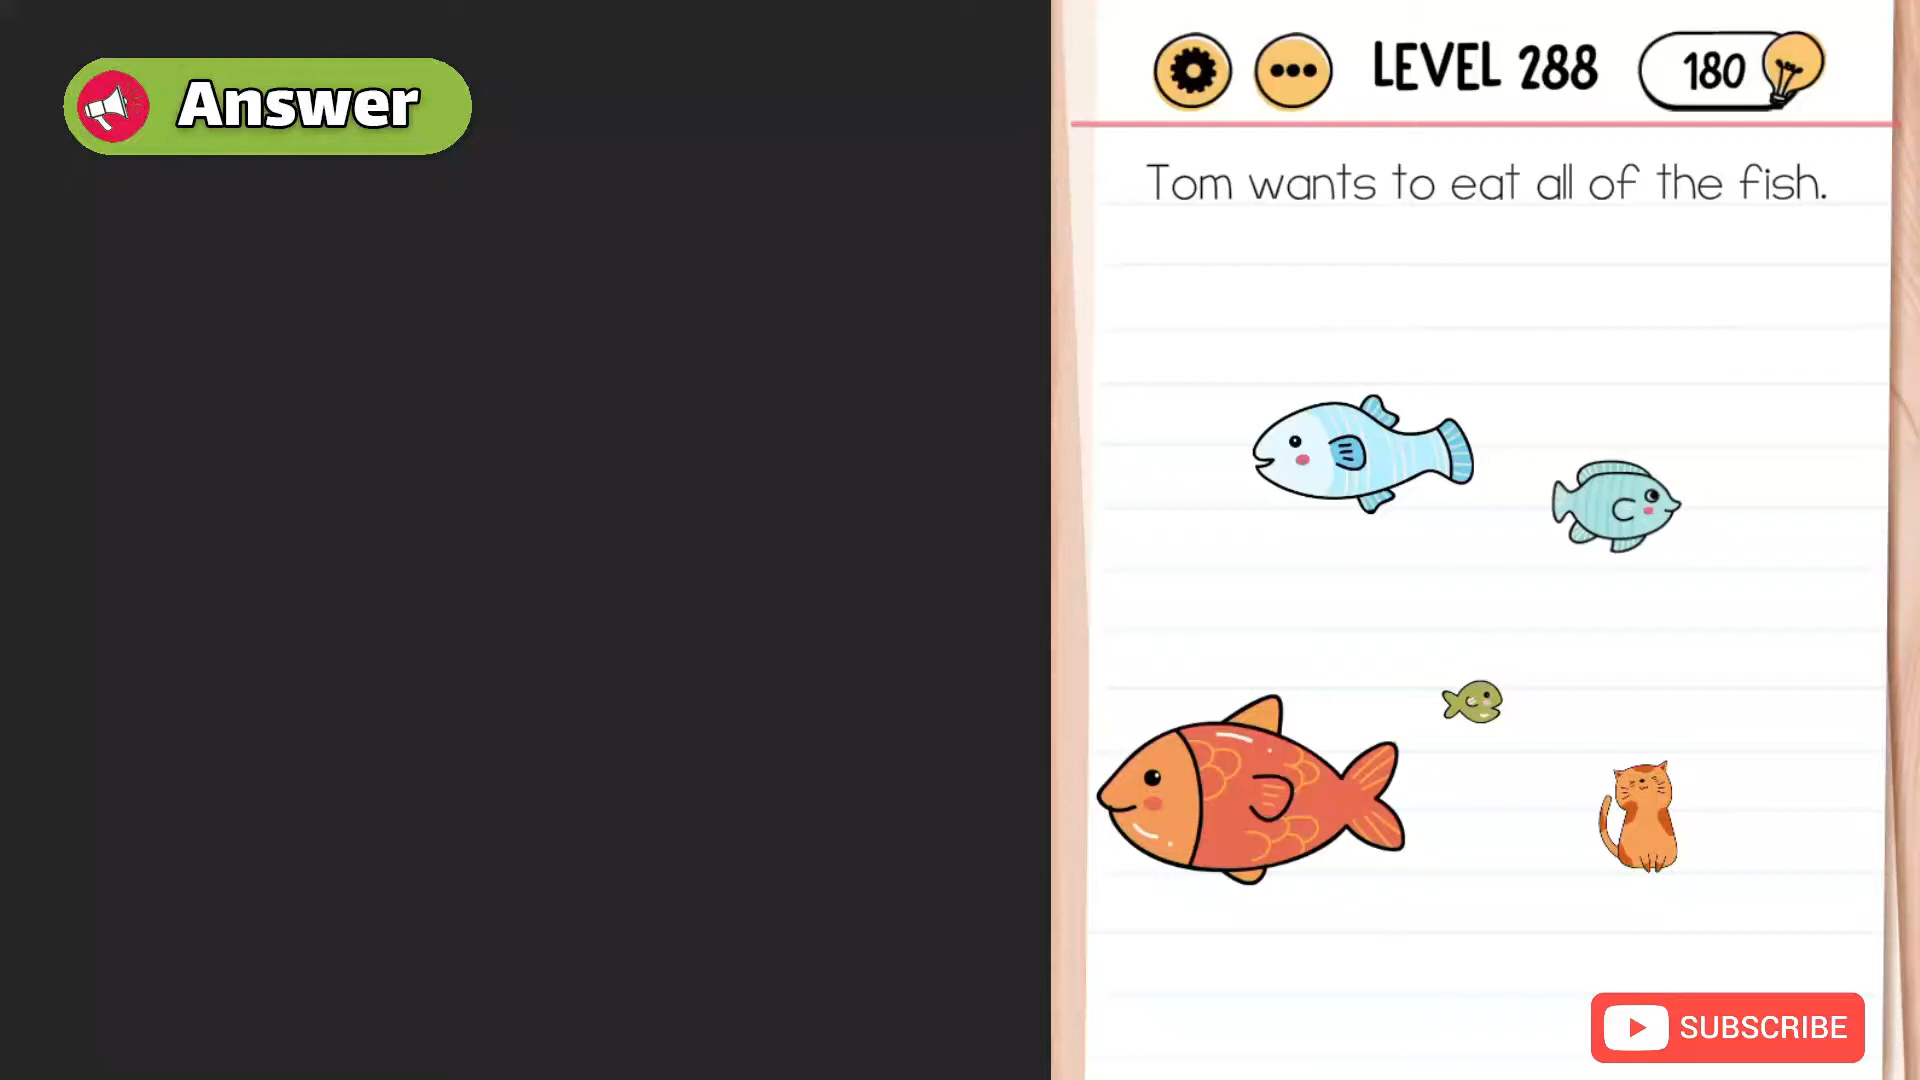 Answer
LEVEL 288
180
Tom wants to eat all of the fish.
SUBSCRIBE